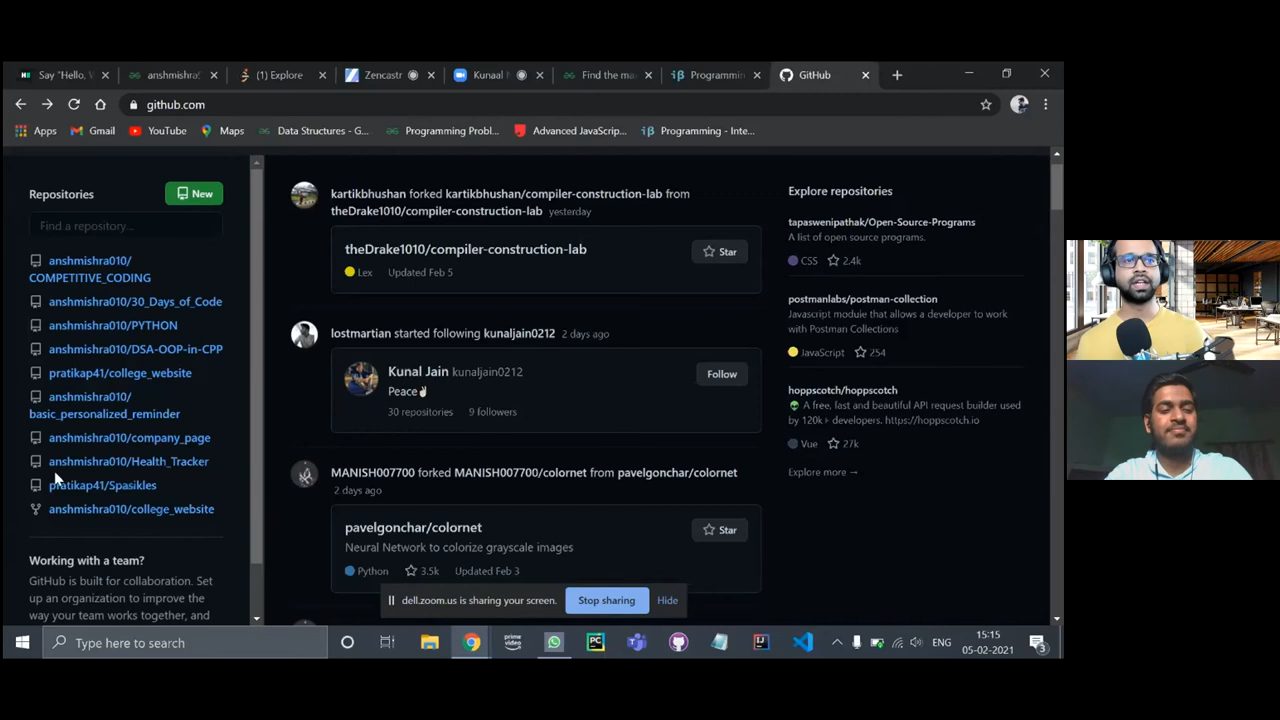 Say "Hello, W
anshmishra
(1) Explore
Zencastr
Kunaal
Find the ma
Programmin
GitHub
github.com
Apps
Gmail
YouTube
Maps
Data Structures - G...
Programming Probl...
Advanced JavaScrip...
Programming - Inte...
Repositories
New
Find a repository...
anshmishra010/
COMPETITIVE_CODING
anshmishra010/30_Days_of_Code
anshmishra010/PYTHON
anshmishra010/DSA-OOP-in-CPP
pratikap41/college_website
anshmishra010/
basic_personalized_reminder
anshmishra010/company_page
anshmishra010/Health_Tracker
pratikap41/Spasikles
anshmishra010/college_website
Working with a team?
GitHub is built for collaboration. Set
up an organization to improve the
way your team works together, and
kartikbhushan forked kartikbhushan/compiler-construction-lab from
theDrake1010/compiler-construction-lab yesterday
theDrake1010/compiler-construction-lab
Star
Lex Updated Feb 5
lostmartian started following kunaljain0212 2 days ago
Kunal Jain kunaljain0212
Follow
Peace✌
30 repositories 9 followers
MANISH007700 forked MANISH007700/colornet from pavelgonchar/colornet
2 days ago
pavelgonchar/colornet
Star
Neural Network to colorize grayscale images
Python 3.5k Updated Feb 3
dell.zoom.us is sharing your screen.
Stop sharing
Hide
Explore repositories
tapaswenipathak/Open-Source-Programs
A list of open source programs.
CSS 2.4k
postmanlabs/postman-collection
Javascript module that allows a developer to work
with Postman Collections
JavaScript 254
hoppscotch/hoppscotch
👽 A free, fast and beautiful API request builder used
by 120k+ developers. https://hoppscotch.io
Vue 27k
Explore more →
Type here to search
prime
video
PC
ENG
15:15
05-02-2021
3